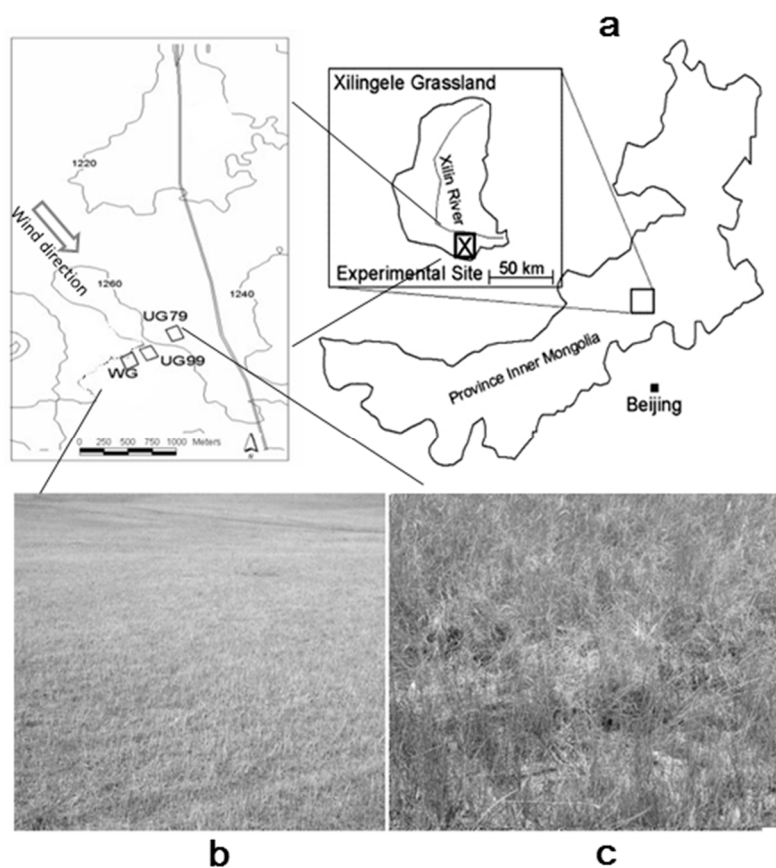 a
Xilingele Grassland
Xilin River
Experimental Site
50 km
Province Inner Mongolia
Beijing
1220
Wind direction
1260
1240
UG79
UG99
WG
0 250 500 750 1000 Meters
N
b
c